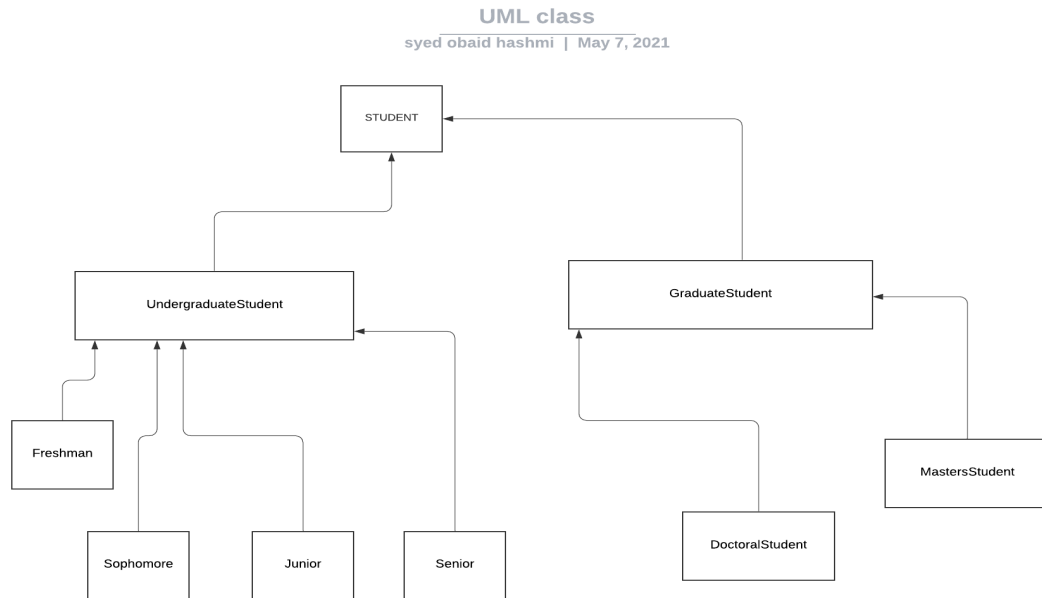 UML class
syed obaid hashmi | May 7, 2021
STUDENT
UndergraduateStudent
GraduateStudent
Freshman
MastersStudent
Sophomore
Junior
Senior
DoctoralStudent